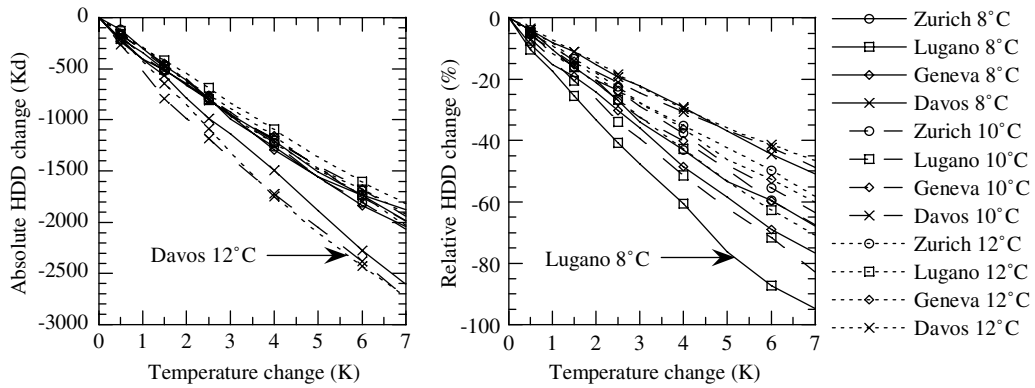 Absolute HDD change (Kd)
0
-500
-1000
-1500
-2000
-2500
-3000
Davos 12°C
0 1 2 3 4 5 6 7
Temperature change (K)
Relative HDD change (%)
0
-20
-40
-60
-80
-100
Lugano 8°C
0 1 2 3 4 5 6 7
Temperature change (K)
Zurich 8°C
Lugano 8°C
Geneva 8°C
Davos 8°C
Zurich 10°C
Lugano 10°C
Geneva 10°C
Davos 10°C
Zurich 12°C
Lugano 12°C
Geneva 12°C
Davos 12°C